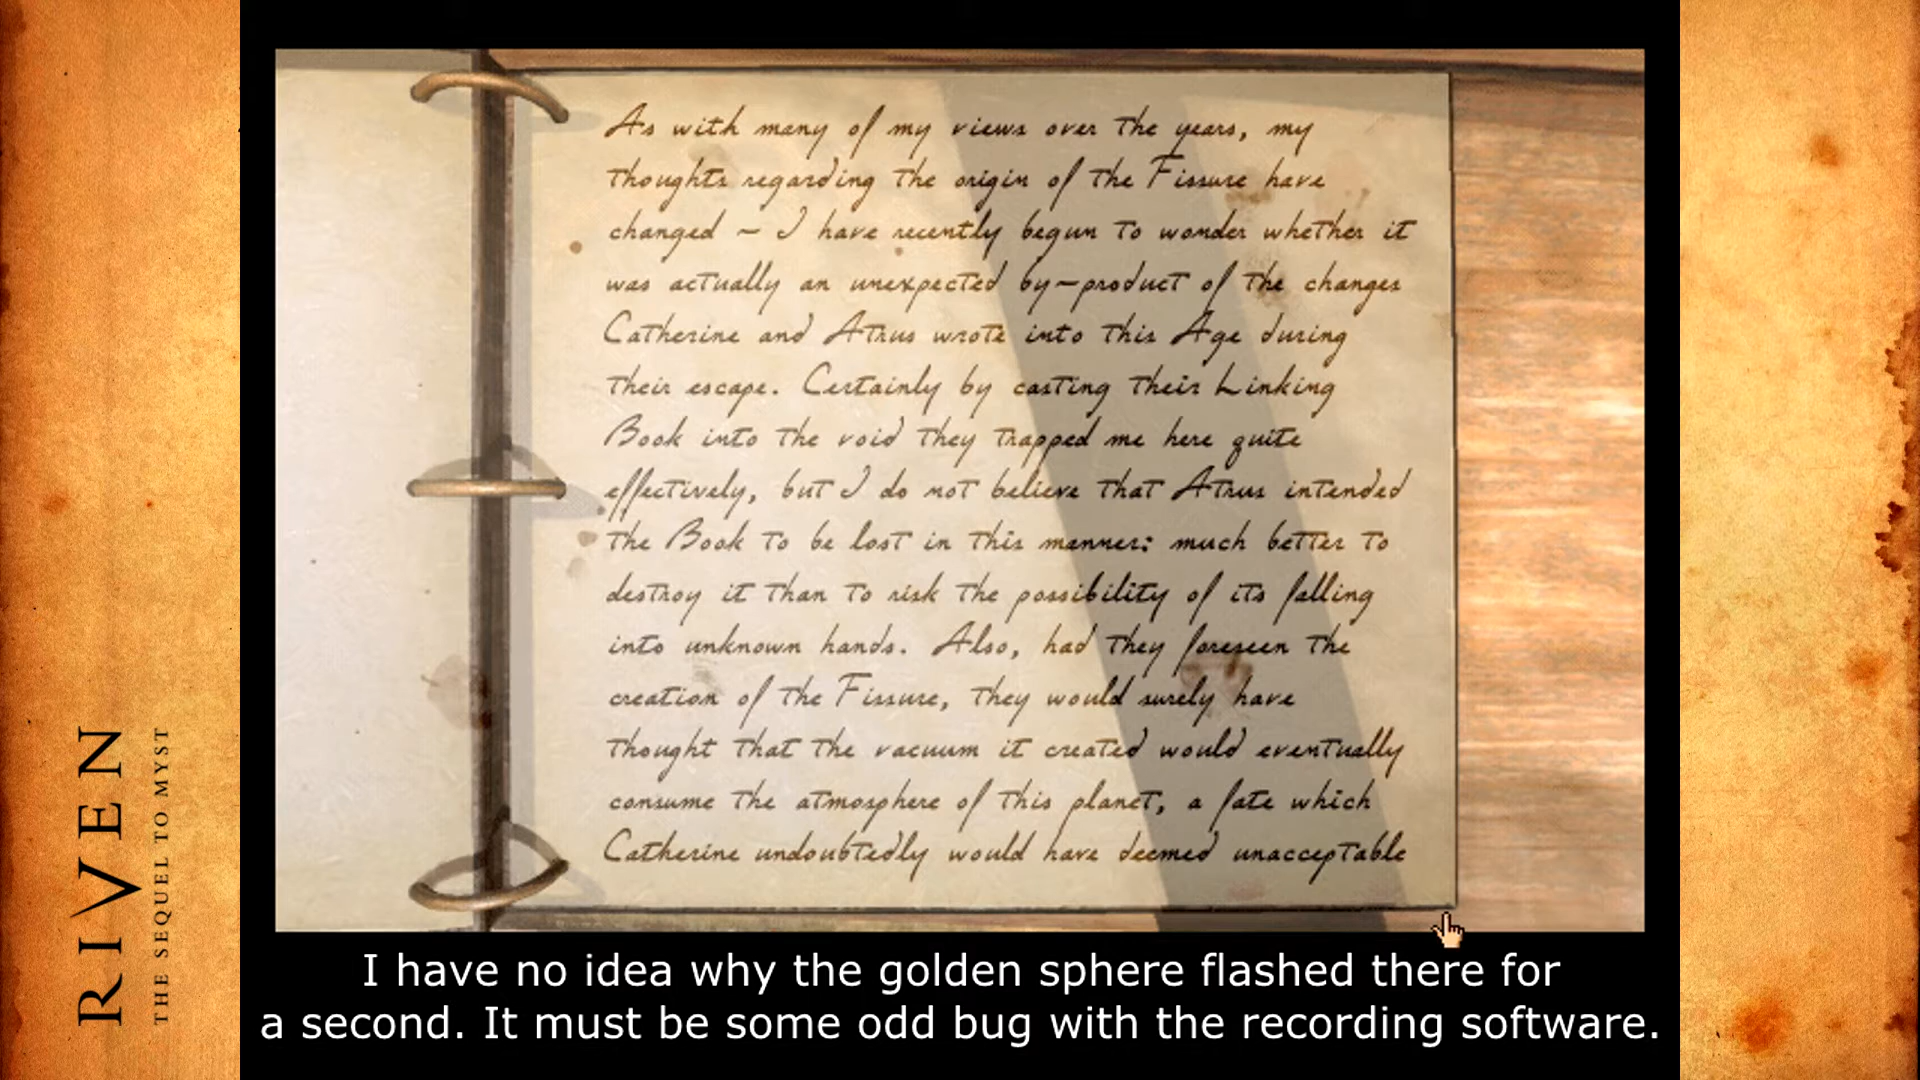 As with many of my views over the years, my
thoughts regarding the origin of the Fissure have
changed ~ I have recently begun to wonder whether it
was actually an unexpected by-product of the changes
Catherine and Atrus wrote into this Age during
their escape. Certainly by casting their Linking
Book into the void they trapped me here quite
effectively, but I do not believe that Atrus intended
the Book to be lost in this manner: much better to
destroy it than to risk the possibility of its falling
into unknown hands. Also, had they foreseen the
creation of the Fissure, they would surely have
thought that the vacuum it created would eventually
consume the atmosphere of this planet, a fate which
Catherine undoubtedly would have deemed unacceptable
RIVEN
THE SEQUEL TO MYST
I have no idea why the golden sphere flashed there for
a second. It must be some odd bug with the recording software.